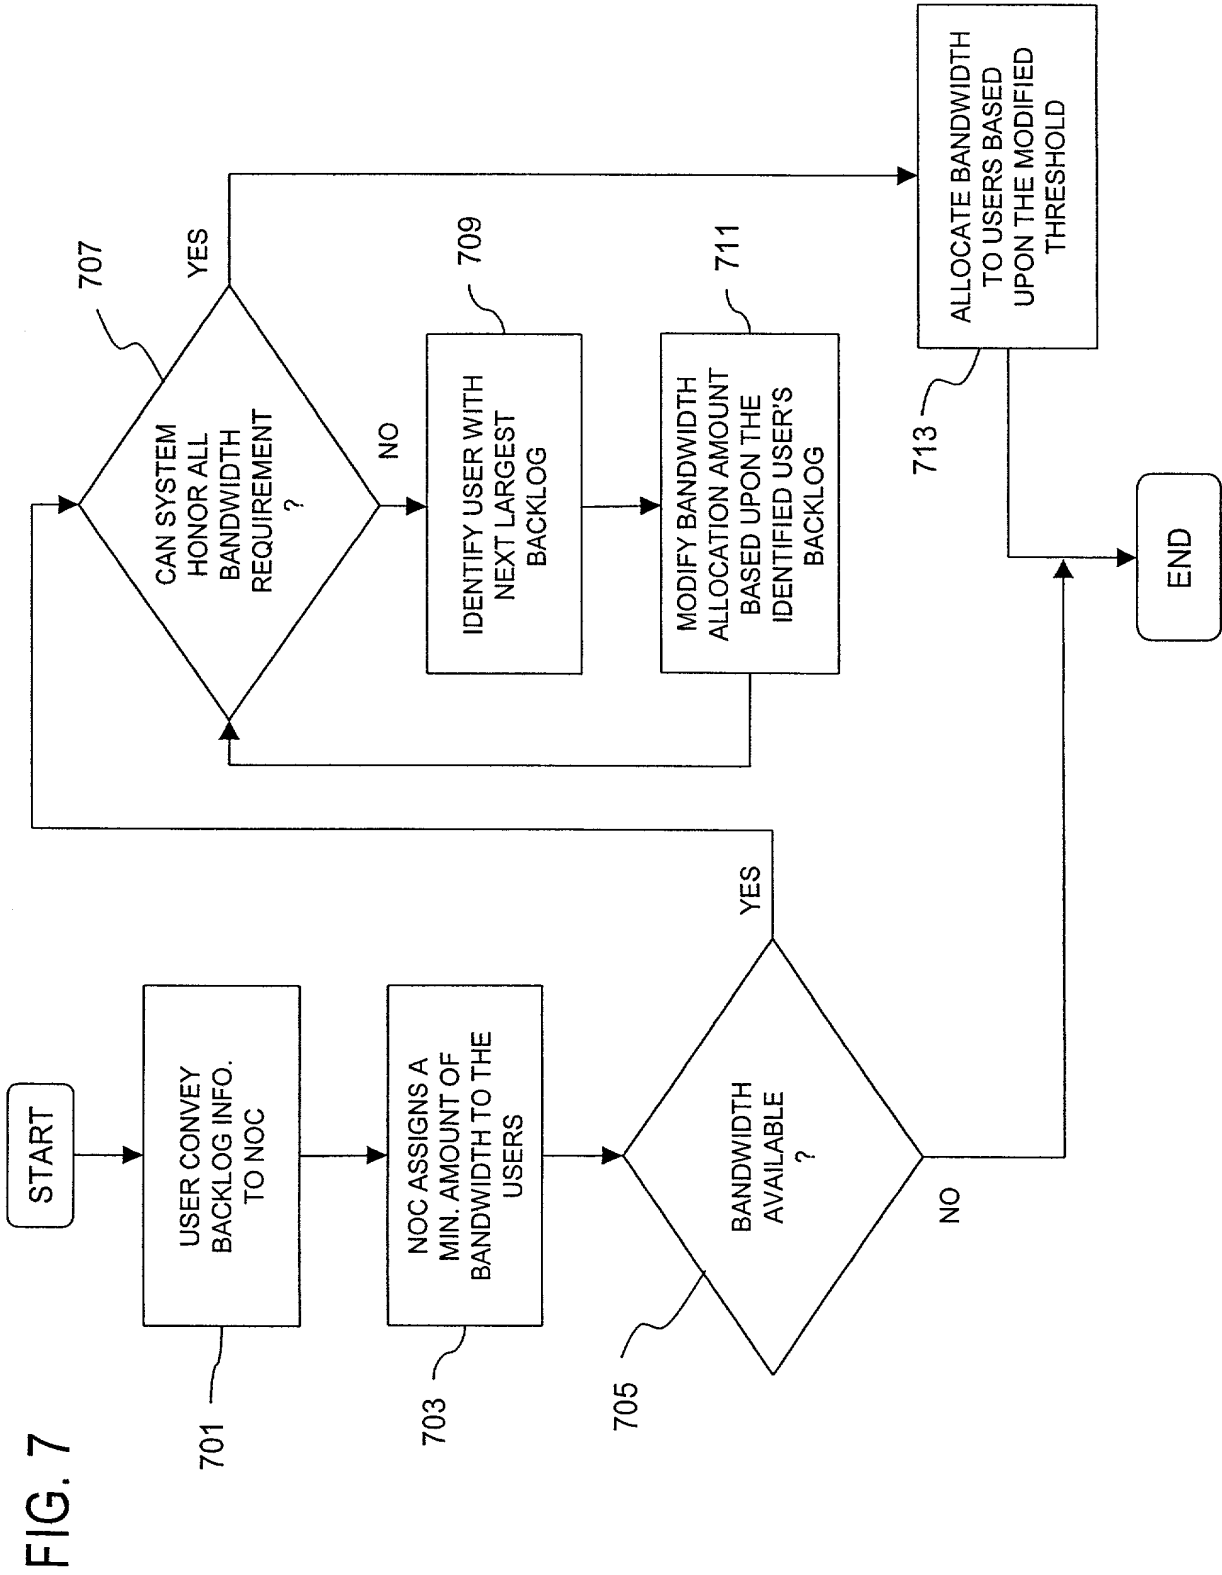 FIG. 7
START
USER CONVEY
BACKLOG INFO.
TO NOC
701
NOC ASSIGNS A
MIN. AMOUNT OF
BANDWIDTH TO THE
USERS
703
BANDWIDTH
AVAILABLE
?
705
YES
NO
CAN SYSTEM
HONOR ALL
BANDWIDTH
REQUIREMENT
?
707
YES
NO
IDENTIFY USER WITH
NEXT LARGEST
BACKLOG
709
MODIFY BANDWIDTH
ALLOCATION AMOUNT
BASED UPON THE
IDENTIFIED USER'S
BACKLOG
711
ALLOCATE BANDWIDTH
TO USERS BASED
UPON THE MODIFIED
THRESHOLD
713
END